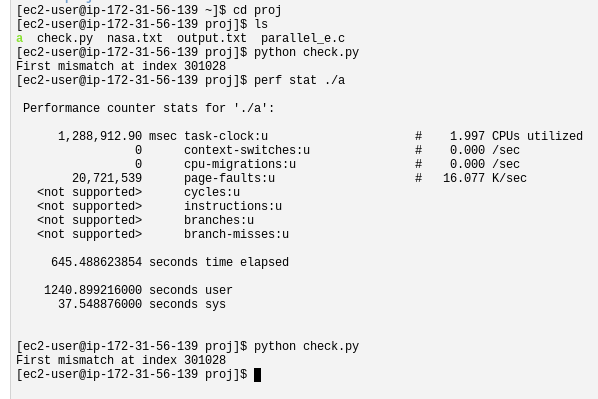 [ec2-user@ip-172-31-56-139 ~]$ cd proj
[ec2-user@ip-172-31-56-139 proj]$ ls
a  check.py  nasa.txt  output.txt  parallel_e.c
[ec2-user@ip-172-31-56-139 proj]$ python check.py
First mismatch at index 301028
[ec2-user@ip-172-31-56-139 proj]$ perf stat ./a
Performance counter stats for './a':
1,288,912.90 msec task-clock:u # 1.997 CPUs utilized
0 context-switches:u # 0.000 /sec
0 cpu-migrations:u # 0.000 /sec
20,721,539 page-faults:u # 16.077 K/sec
<not supported> cycles:u
<not supported> instructions:u
<not supported> branches:u
<not supported> branch-misses:u
645.488623854 seconds time elapsed
1240.899216000 seconds user
37.548876000 seconds sys
[ec2-user@ip-172-31-56-139 proj]$ python check.py
First mismatch at index 301028
[ec2-user@ip-172-31-56-139 proj]$